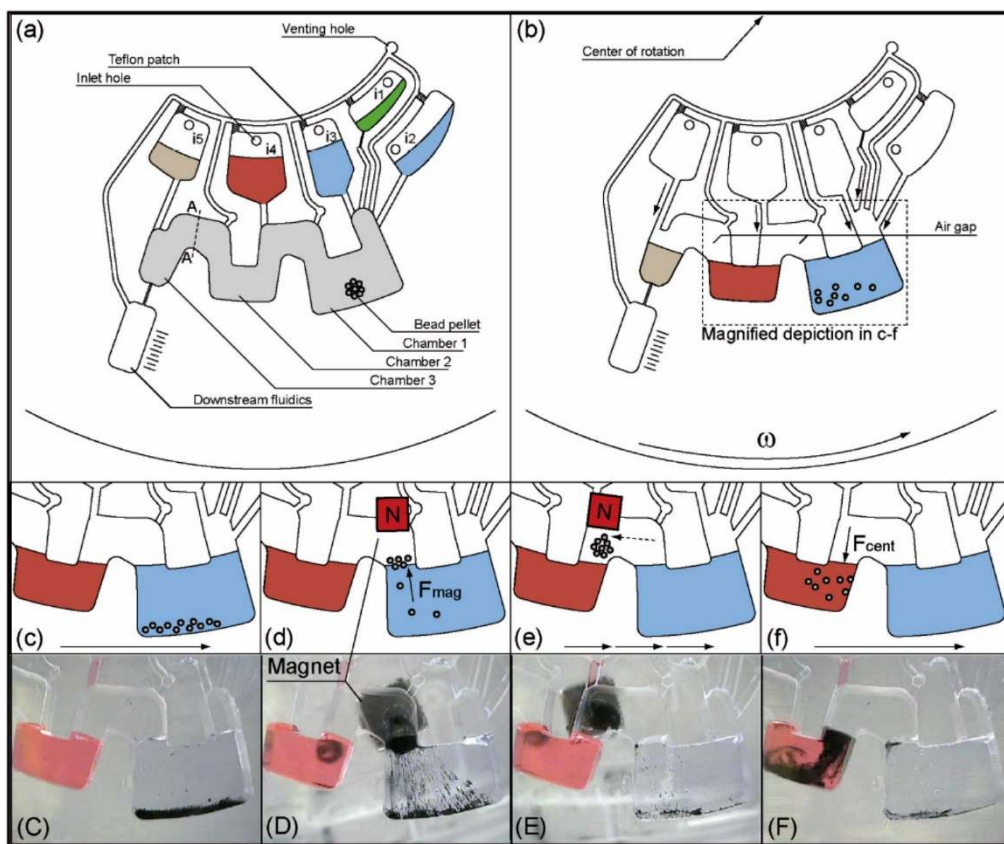 (a)
Venting hole
Teflon patch
Inlet hole
i1
i2
i3
i4
i5
A
A'
Bead pellet
Chamber 1
Chamber 2
Chamber 3
Downstream fluidics
(b)
Center of rotation
Air gap
Magnified depiction in c-f
ω
(c)
(d)
N
Fmag
Magnet
(e)
N
(f)
Fcent
(C)
(D)
(E)
(F)